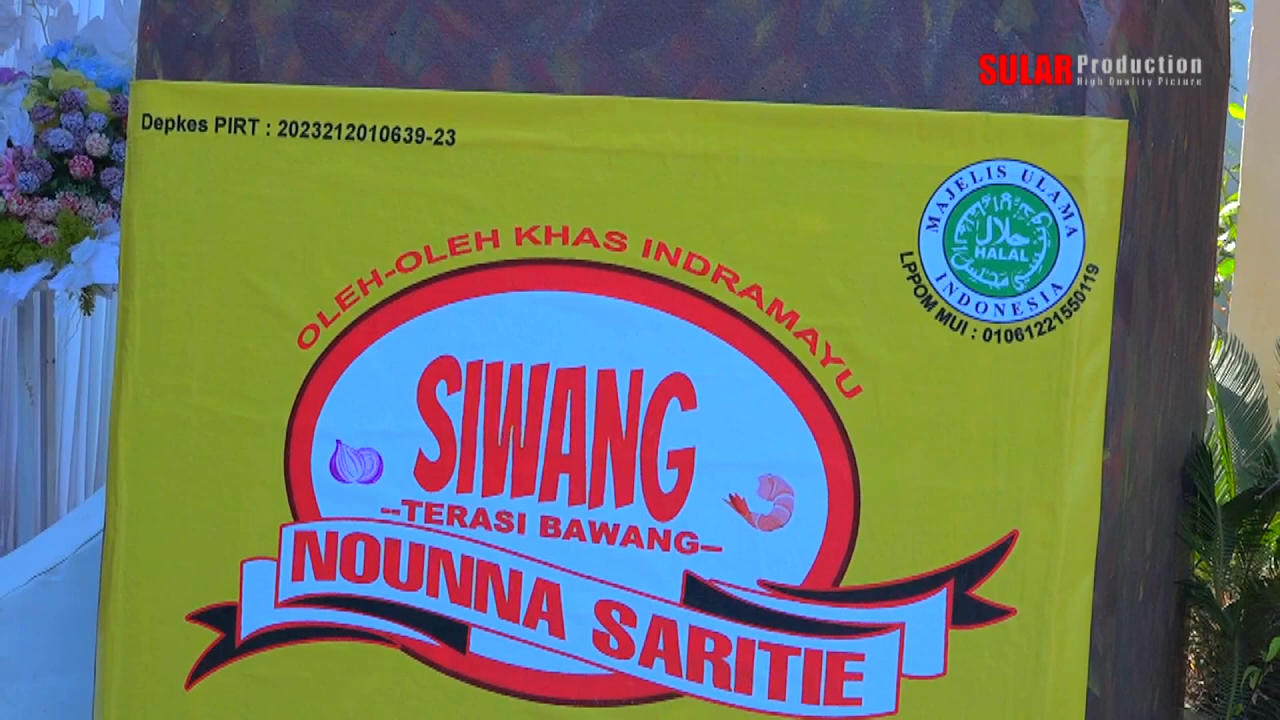 SULAR Production
High Quality Picture
Depkes PIRT : 2023212010639-23
MAJELIS ULAMA
حلال
HALAL
INDONESIA
LPPOM MUI : 01061221550119
OLEH-OLEH KHAS INDRAMAYU
SIWANG
--TERASI BAWANG--
NOUNNA SARITIE